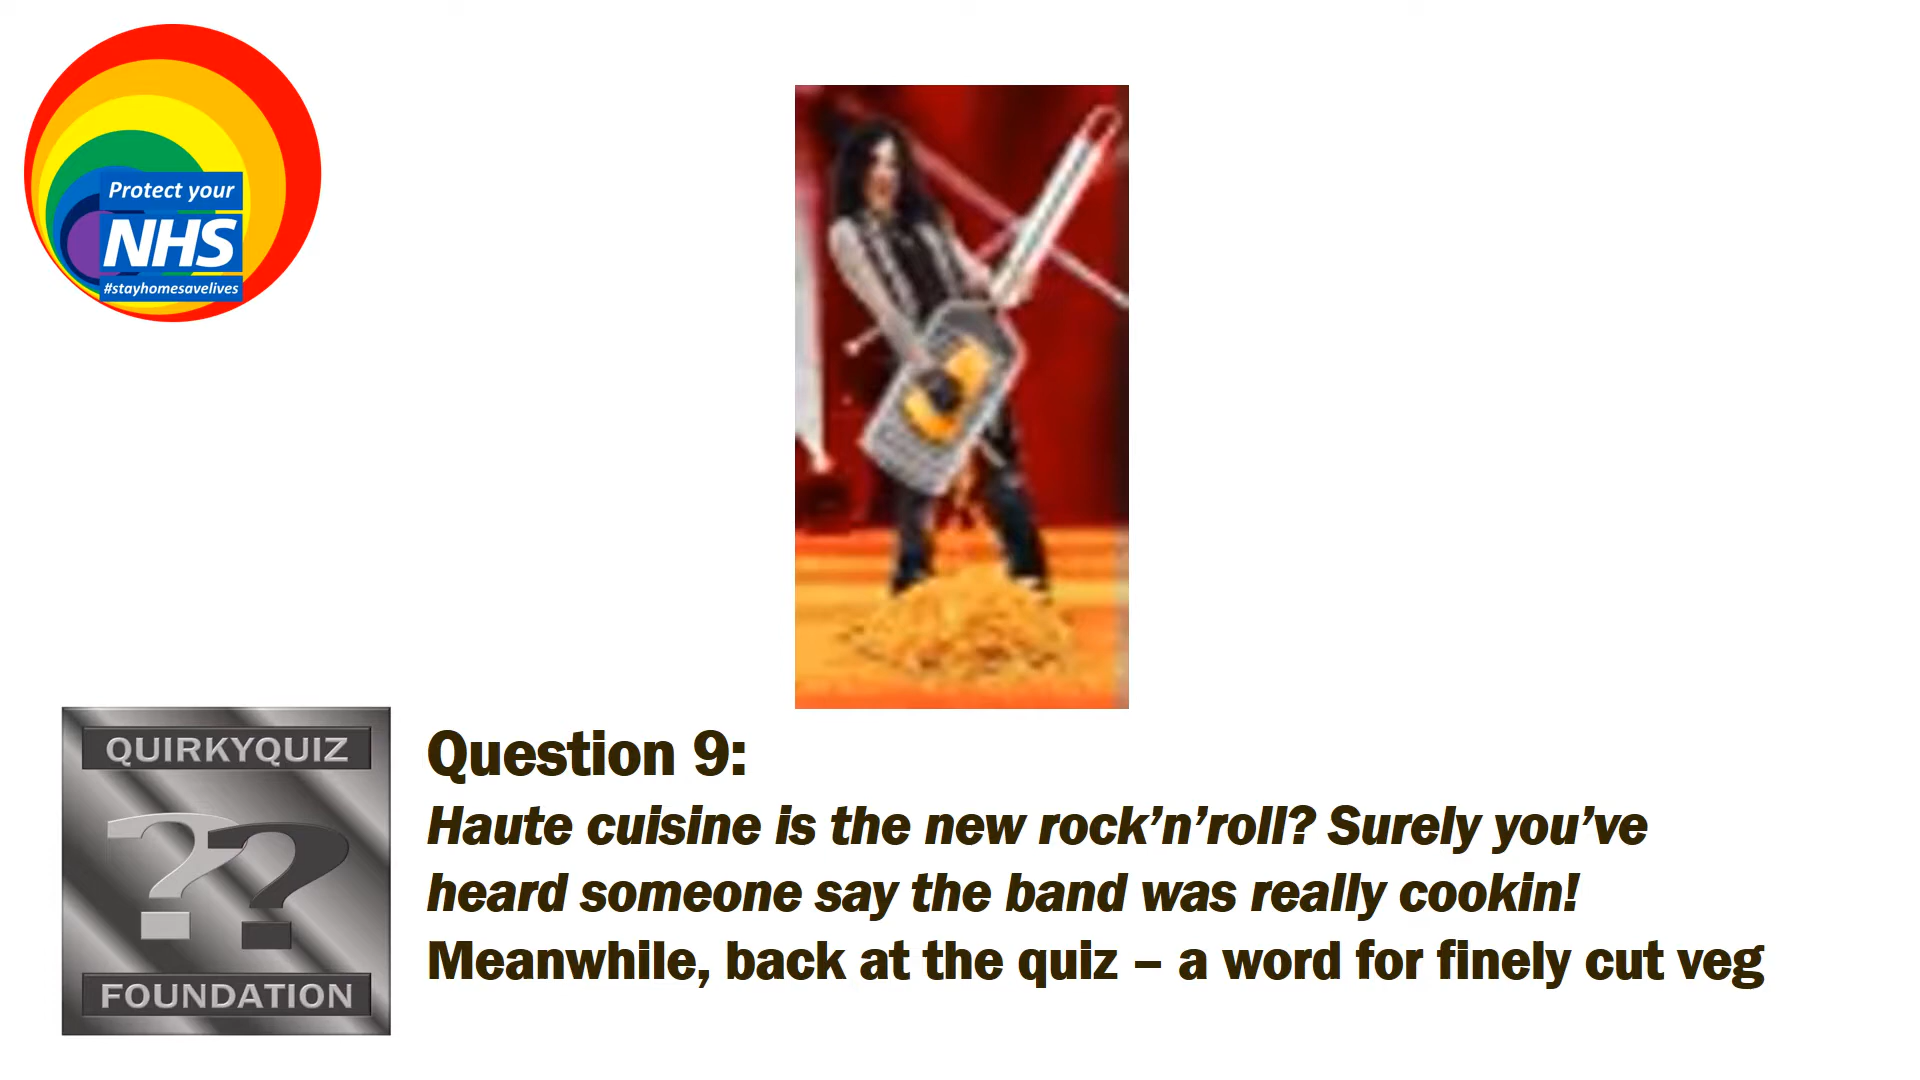 Protect your
NHS
#stayhomesavelives
QUIRKYQUIZ
??
FOUNDATION
Question 9:
Haute cuisine is the new rock’n’roll? Surely you’ve
heard someone say the band was really cookin!
Meanwhile, back at the quiz – a word for finely cut veg